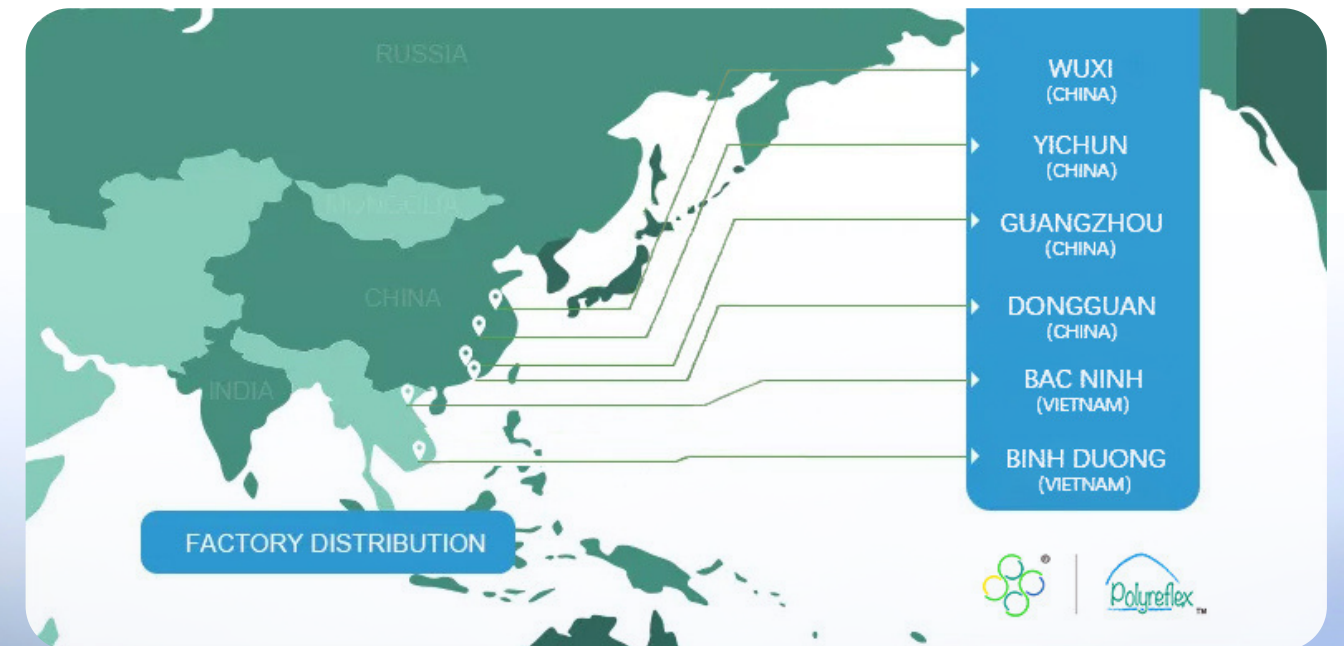 RUSSIA
MONGOLIA
CHINA
INDIA
WUXI
(CHINA)
YICHUN
(CHINA)
GUANGZHOU
(CHINA)
DONGGUAN
(CHINA)
BAC NINH
(VIETNAM)
BINH DUONG
(VIETNAM)
FACTORY DISTRIBUTION
®
Polyreflex ™